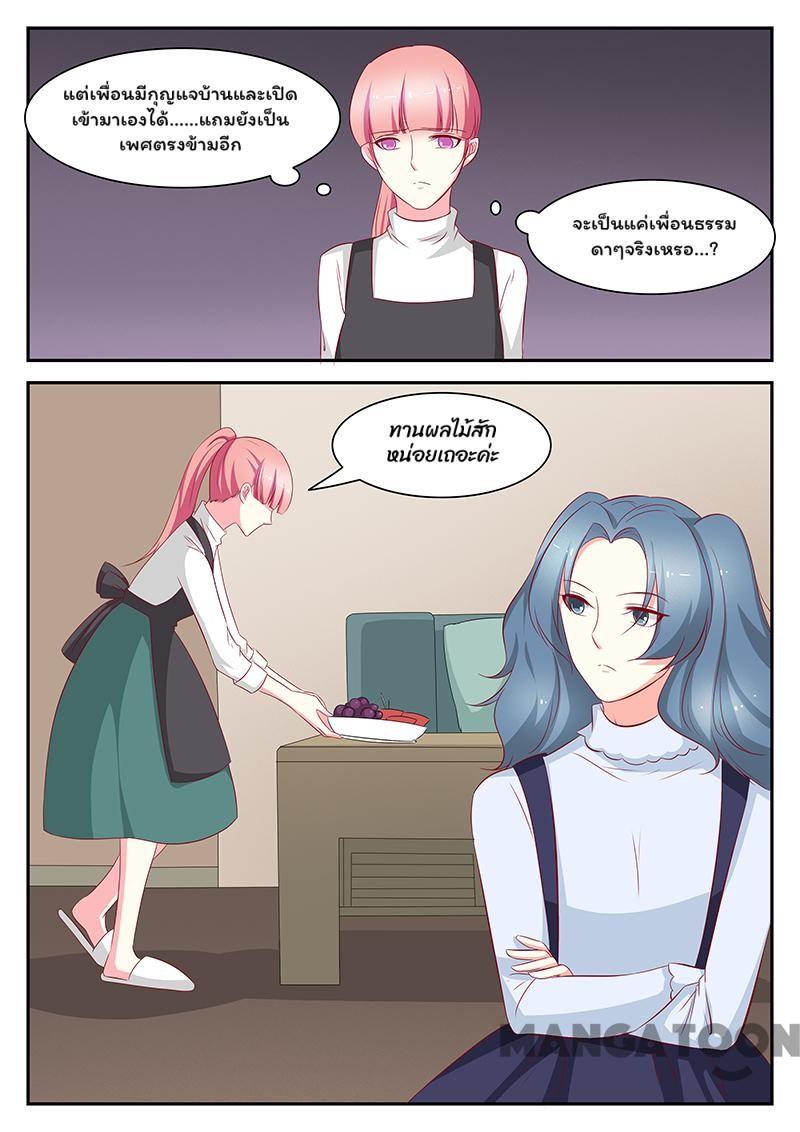 แต่เพื่อนมีกุญแจบ้านและเปิด
เข้ามาเองได้......แถมยังเป็น
เพศตรงข้ามอีก
จะเป็นแค่เพื่อนธรรม
ดาๆจริงเหรอ...?
ทานผลไม้สัก
หน่อยเถอะค่ะ
MANGATOON